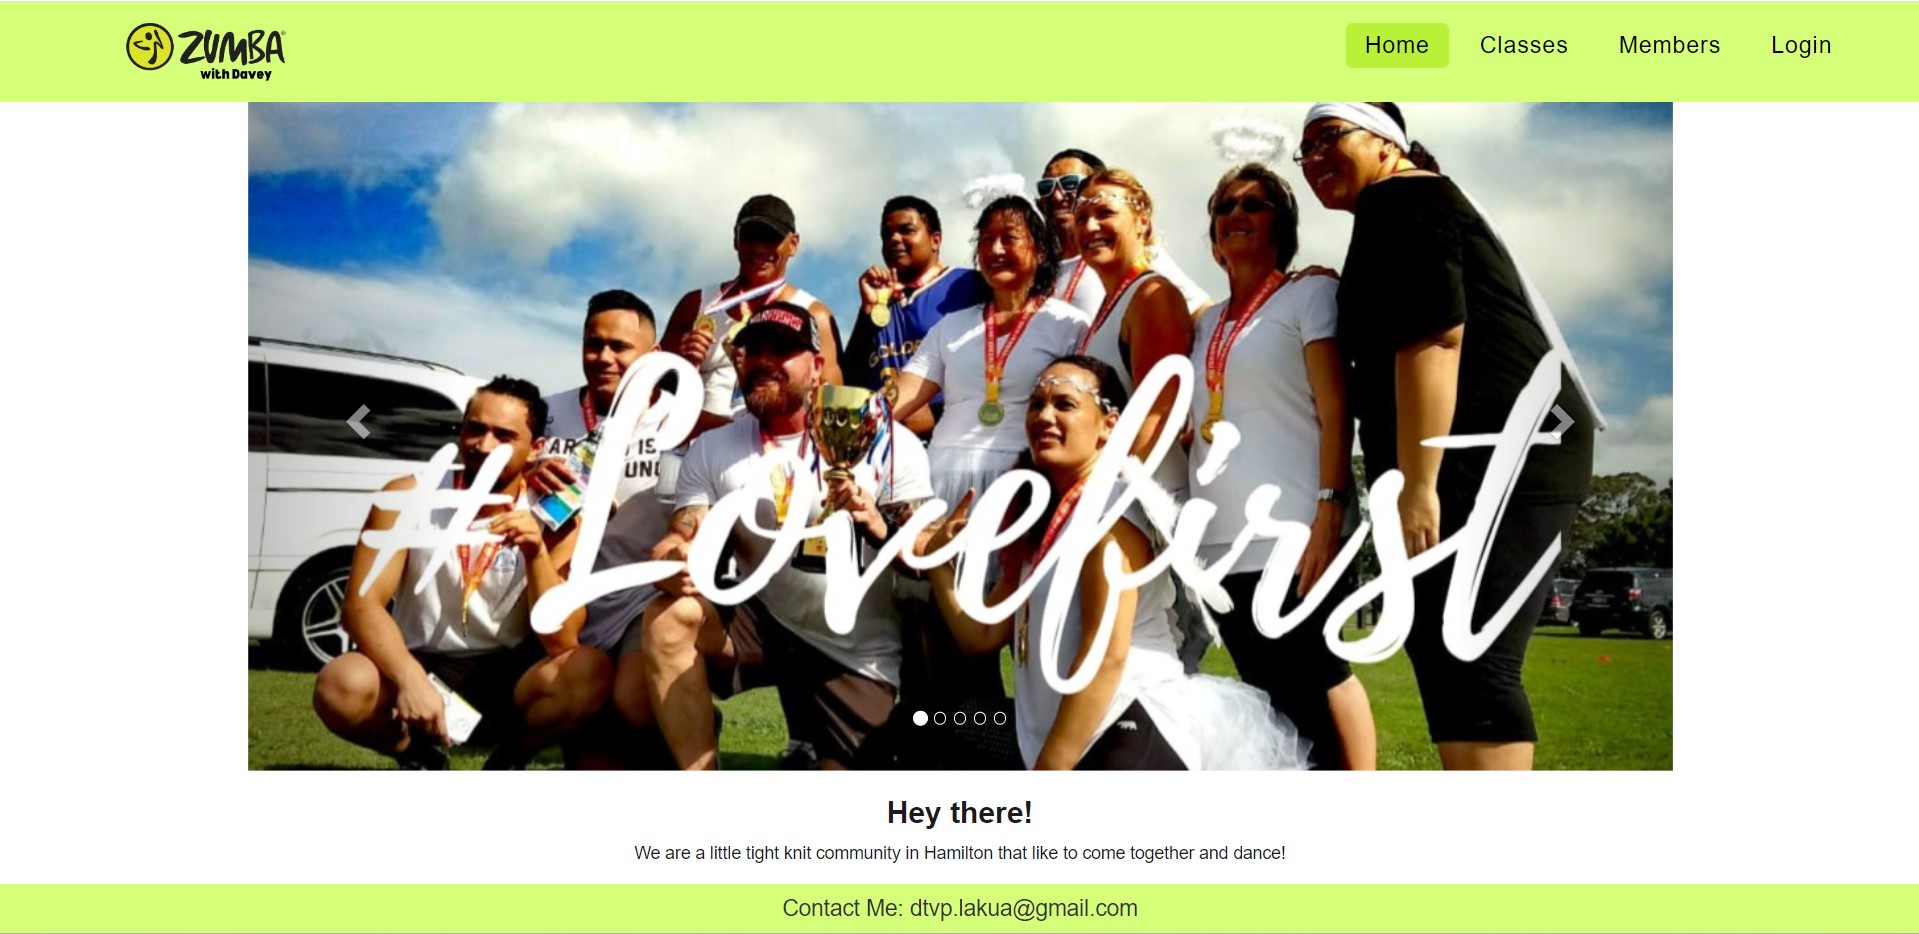 ZUMBA
with Davey
Home Classes Members Login
#Lovefirst
Hey there!
We are a little tight knit community in Hamilton that like to come together and dance!
Contact Me: dtvp.lakua@gmail.com